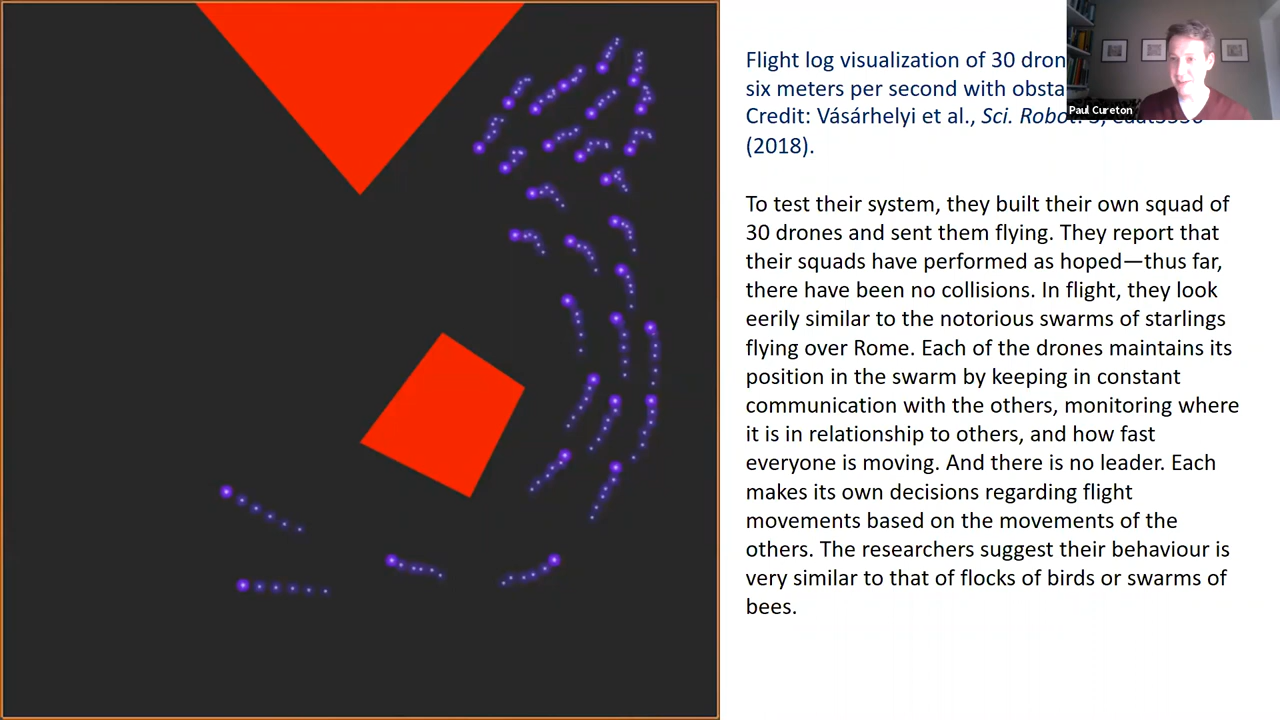 Flight log visualization of 30 dron
six meters per second with obsta
Credit: Vásárhelyi et al., Sci. Robot. 3,
(2018).
Paul Cureton
To test their system, they built their own squad of
30 drones and sent them flying. They report that
their squads have performed as hoped—thus far,
there have been no collisions. In flight, they look
eerily similar to the notorious swarms of starlings
flying over Rome. Each of the drones maintains its
position in the swarm by keeping in constant
communication with the others, monitoring where
it is in relationship to others, and how fast
everyone is moving. And there is no leader. Each
makes its own decisions regarding flight
movements based on the movements of the
others. The researchers suggest their behaviour is
very similar to that of flocks of birds or swarms of
bees.